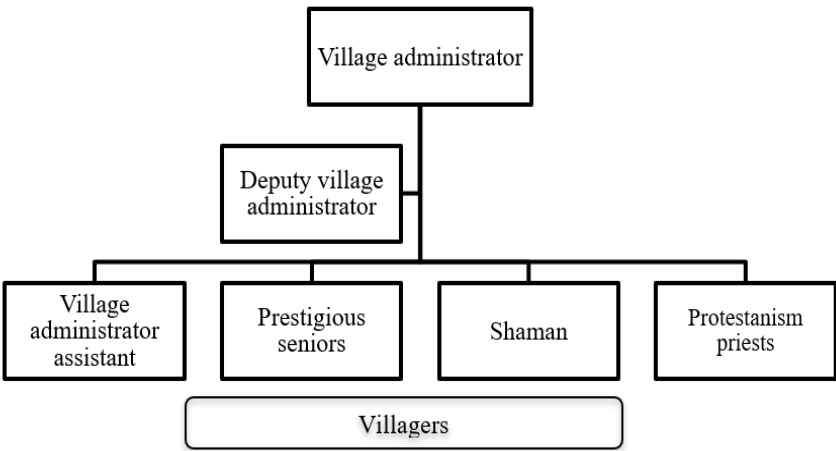 Village administrator
Deputy village
administrator
Village
administrator
assistant
Prestigious
seniors
Shaman
Protestanism
priests
Villagers